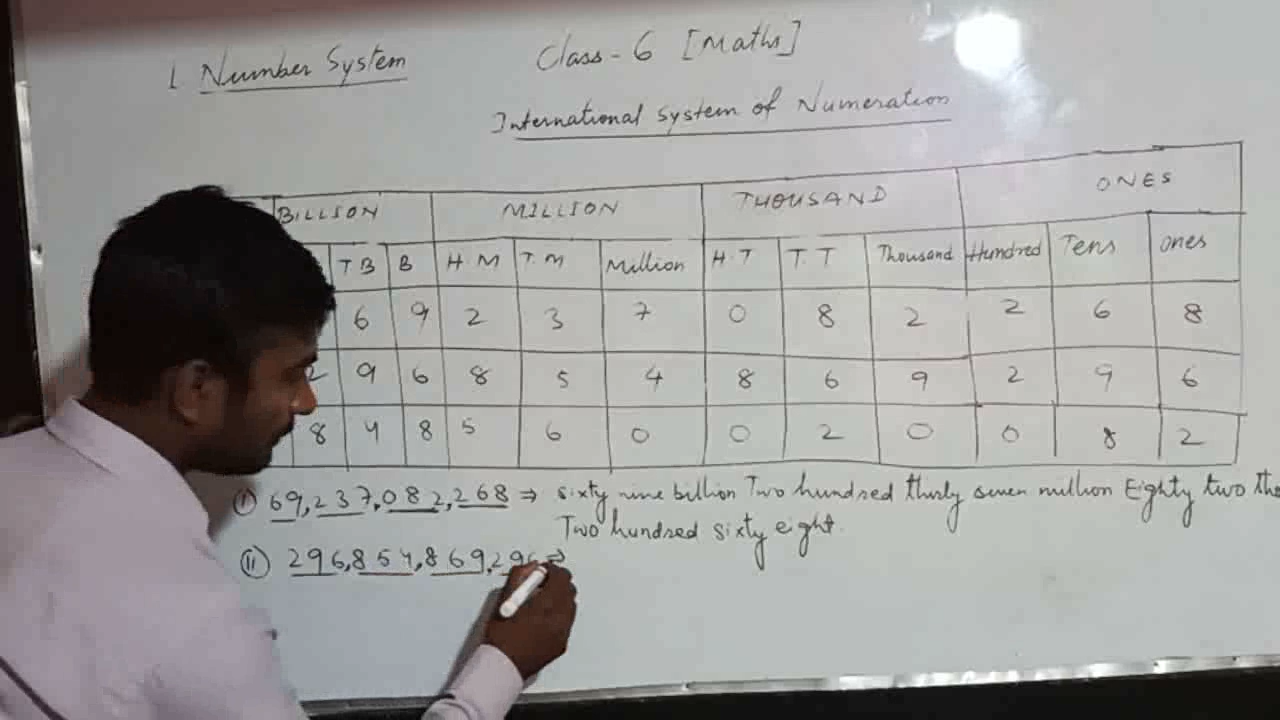 1. Number System
Class - 6 [Maths]
International System of Numeration
BILLION MILLION THOUSAND ONES
T B B H. M T. M Million H. T T. T Thousand Hundred Tens Ones
6 9 2 3 7 0 8 2 2 6 8
2 9 6 8 5 4 8 6 9 2 9 6
8 4 8 5 6 0 0 2 0 0 8 2
(I) 69,237,082,268 ⇒ sixty nine billion Two hundred thirty seven million Eighty two
Two hundred sixty eight.
(II) 296,854,869,296 ⇒